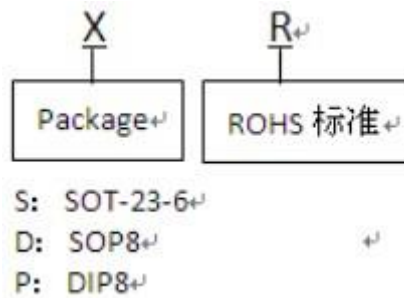 X R
Package ROHS 标准
S: SOT-23-6
D: SOP8
P: DIP8